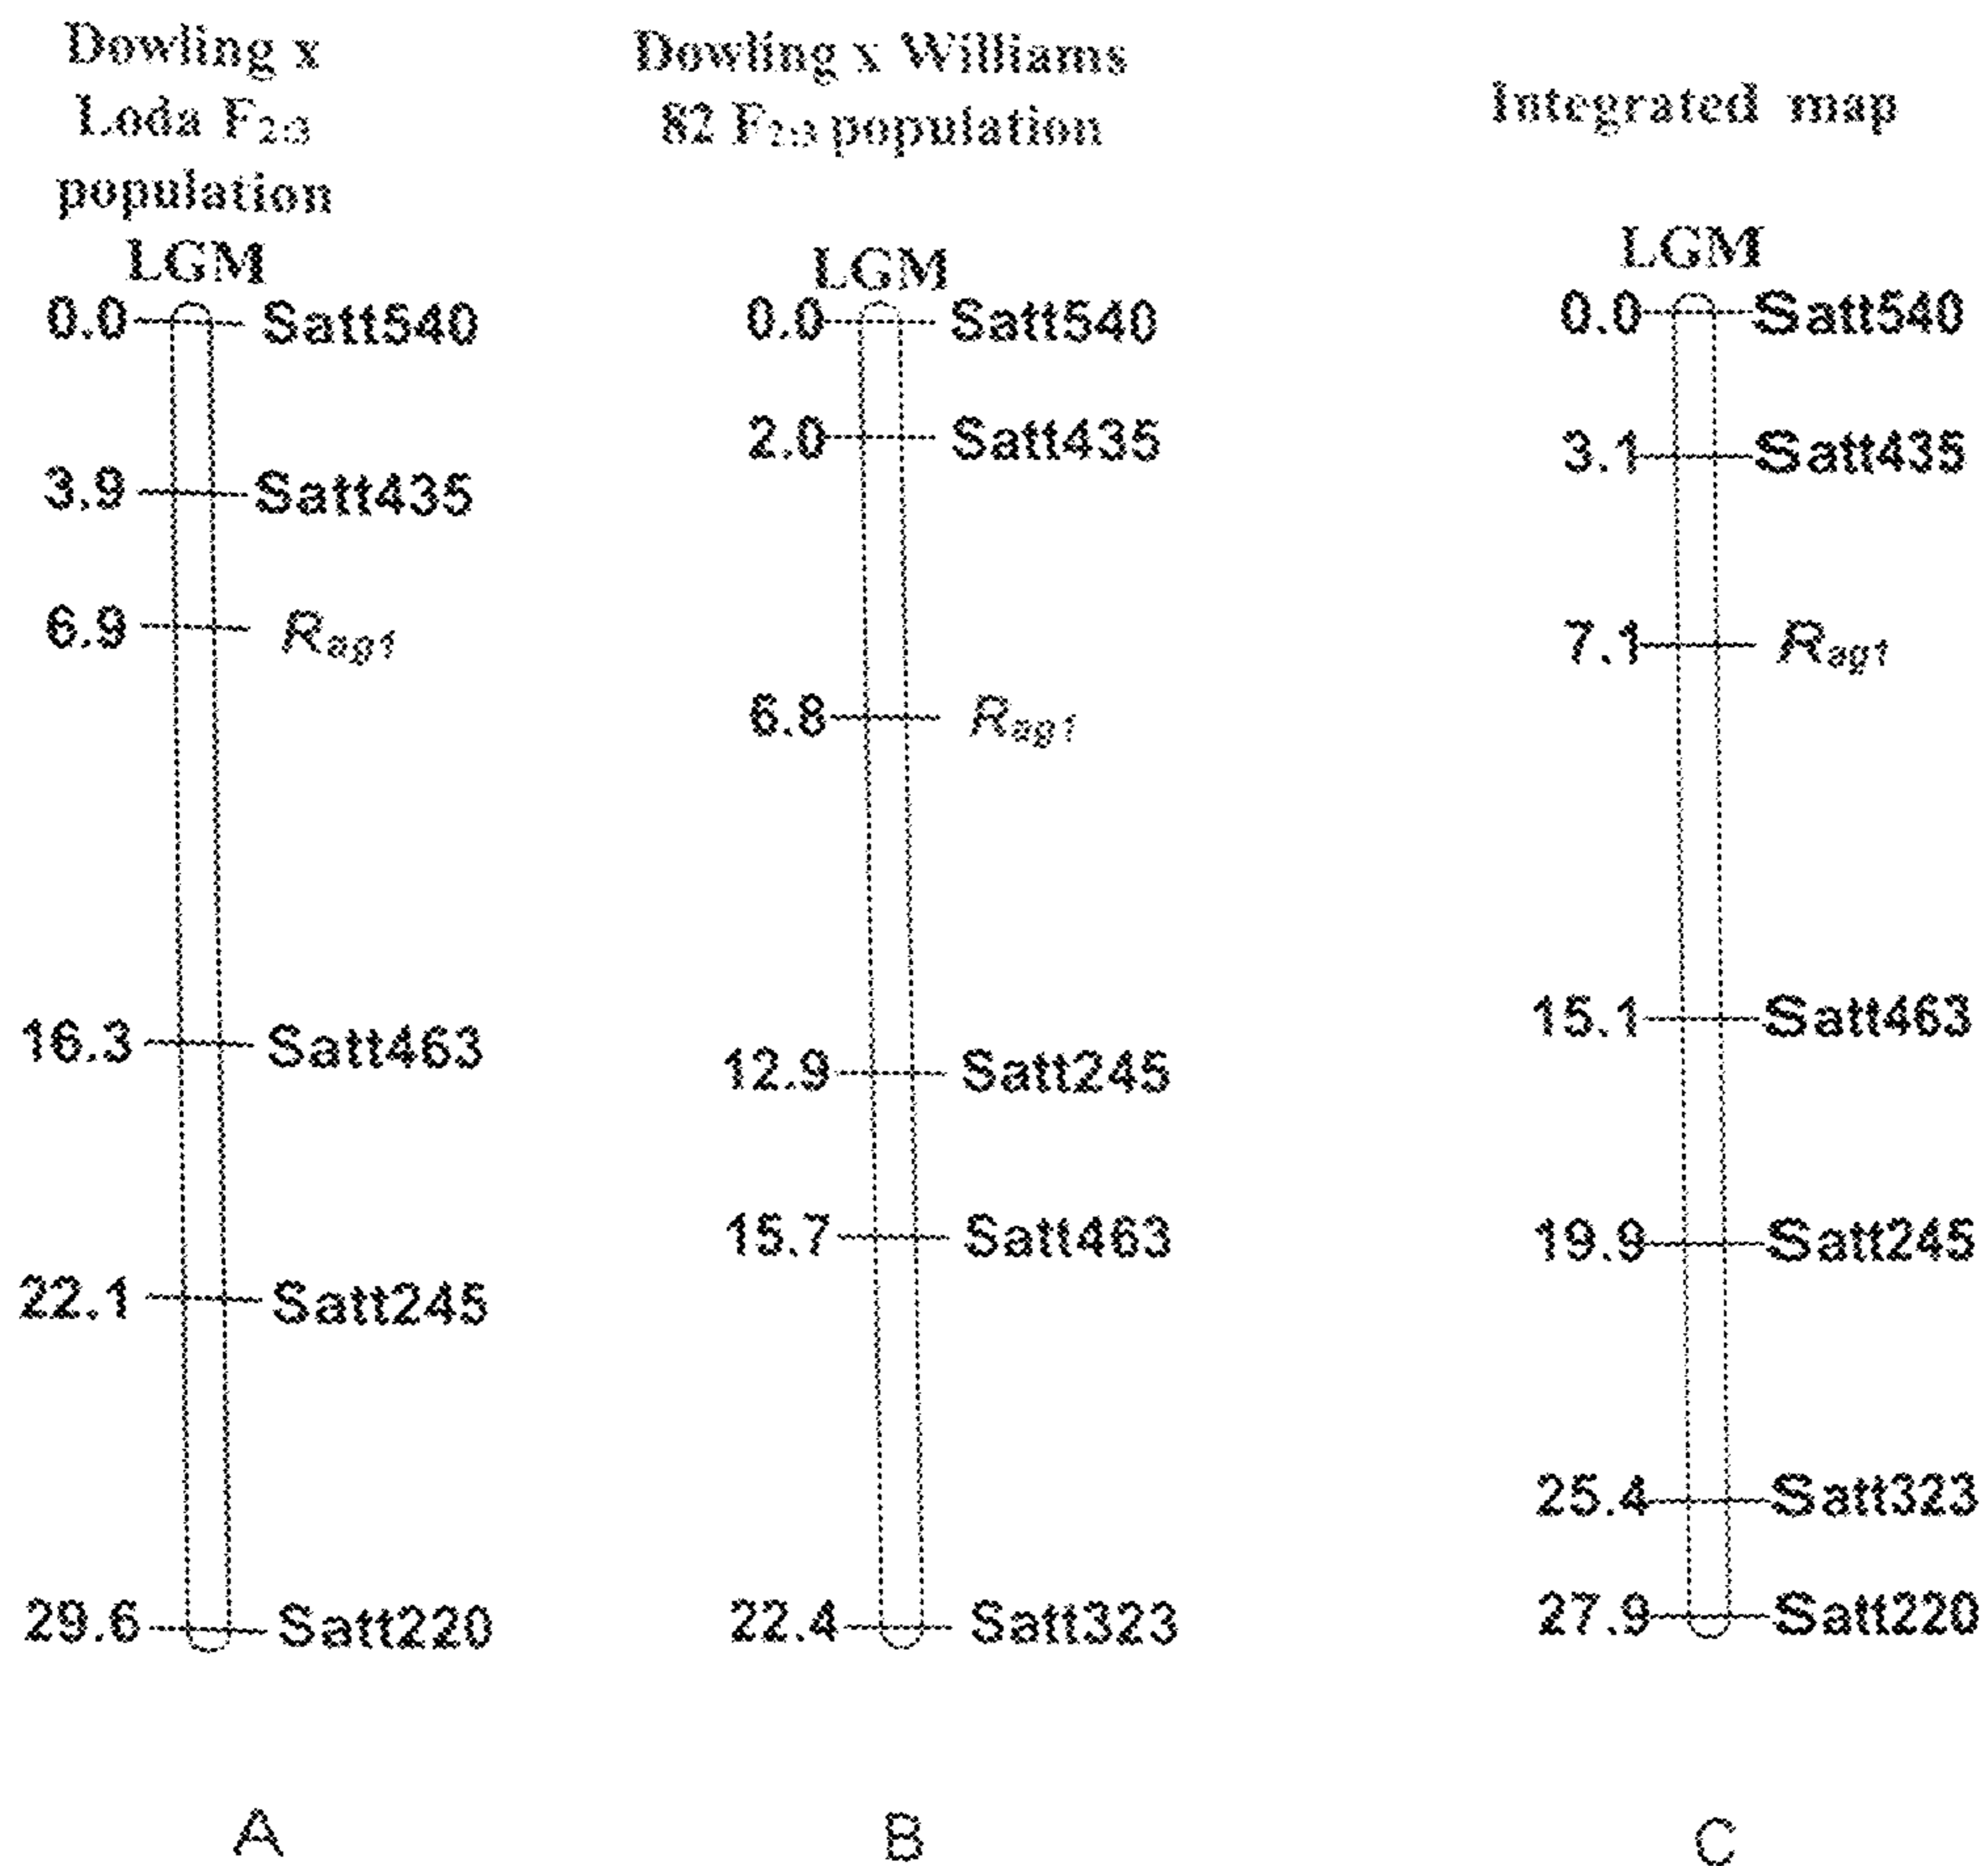 Dowling x
Loda F2:3
population
LGM
0.0 Satt540
3.9 Satt435
6.9 Rag1
16.3 Satt463
22.1 Satt245
29.6 Satt220
A
Dowling x Williams
82 F2:3 population
LGM
0.0 Satt540
2.0 Satt435
6.8 Rag1
12.9 Satt245
15.7 Satt463
22.4 Satt323
B
Integrated map
LGM
0.0 Satt540
3.1 Satt435
7.1 Rag1
15.1 Satt463
19.9 Satt245
25.4 Satt323
27.9 Satt220
C